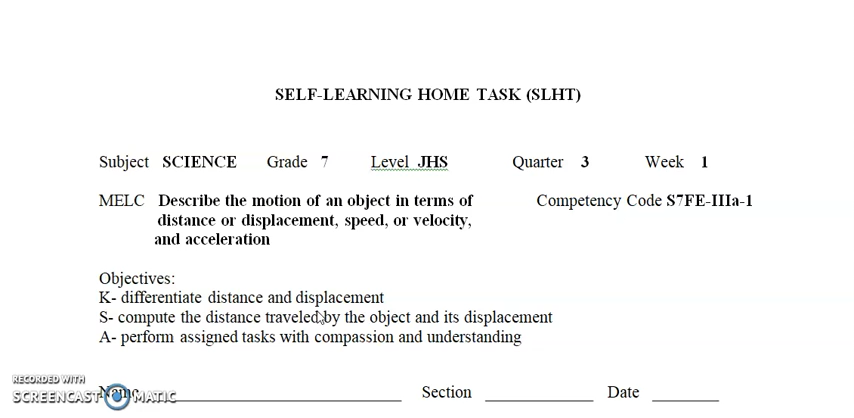 SELF-LEARNING HOME TASK (SLHT)
Subject SCIENCE Grade 7 Level JHS Quarter 3 Week 1
MELC Describe the motion of an object in terms of Competency Code S7FE-IIIa-1
distance or displacement, speed, or velocity,
and acceleration
Objectives:
K- differentiate distance and displacement
S- compute the distance traveled by the object and its displacement
A- perform assigned tasks with compassion and understanding
RECORDED WITH
Name Section Date
SCREENCAST MATIC